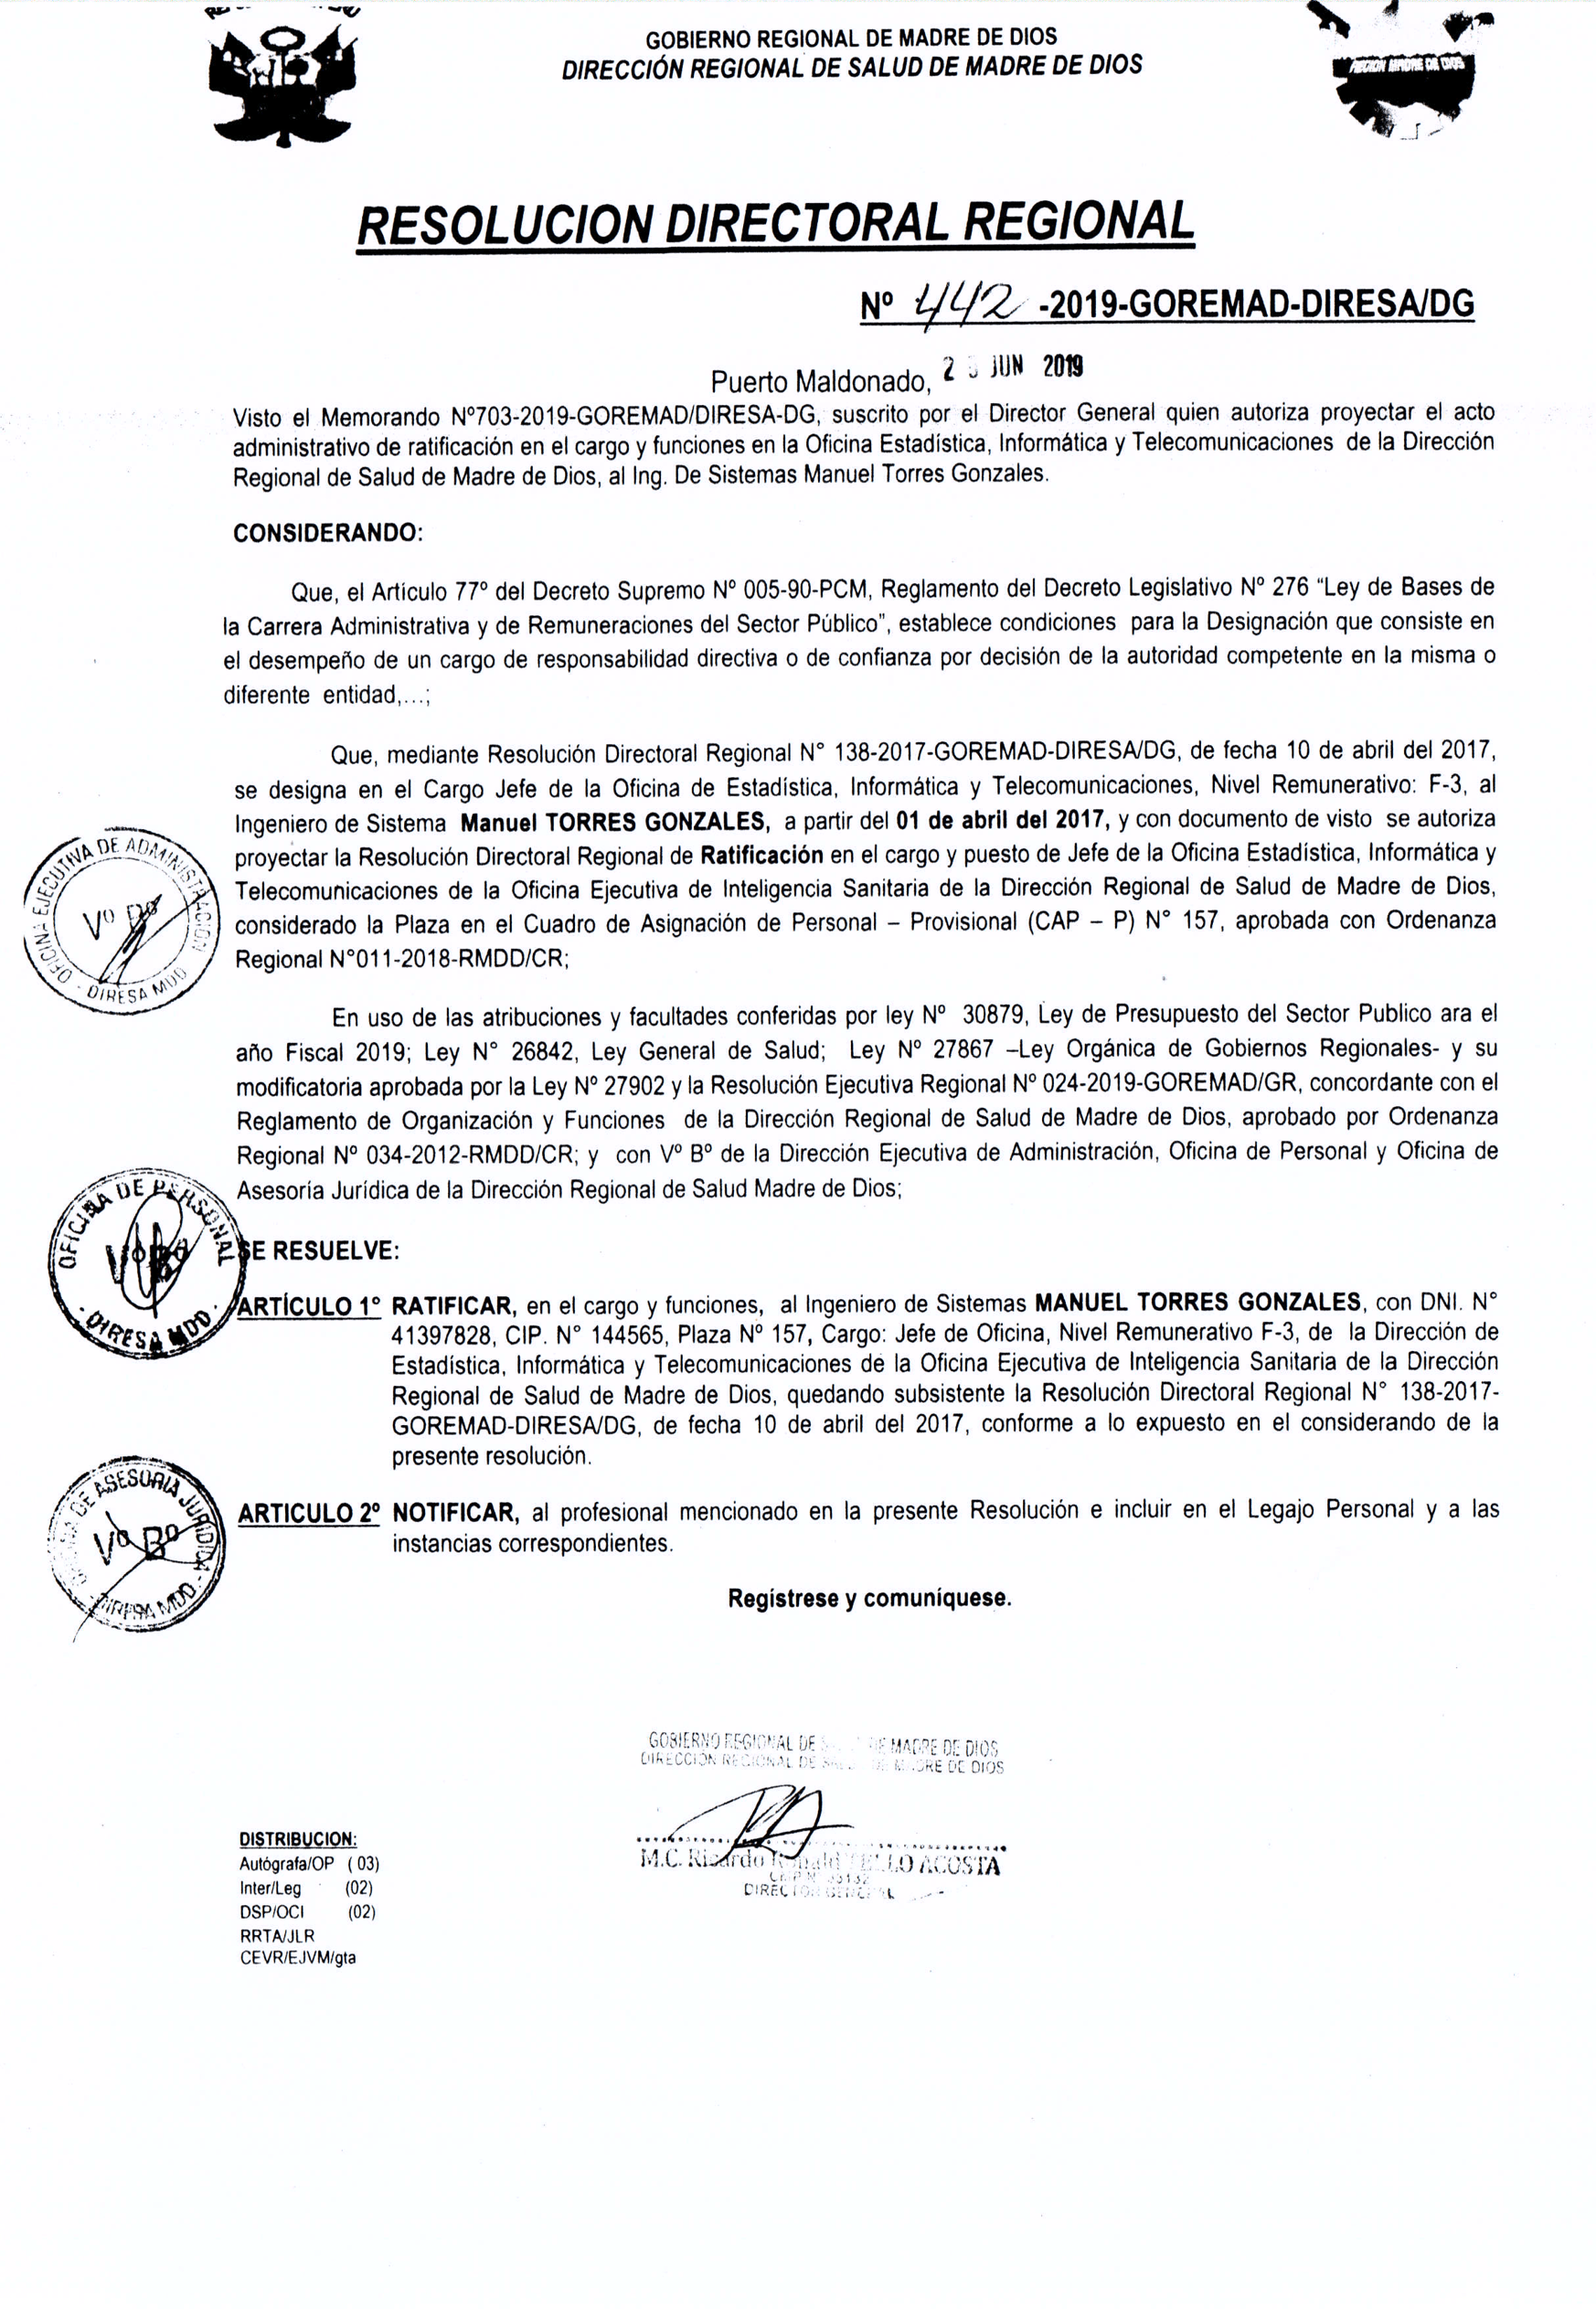 GOBIERNO REGIONAL DE MADRE DE DIOS
DIRECCIÓN REGIONAL DE SALUD DE MADRE DE DIOS
REGION MADRE DE DIOS
RESOLUCION DIRECTORAL REGIONAL
Nº 442 -2019-GOREMAD-DIRESA/DG
Puerto Maldonado, 2 JUN 2019
Visto el Memorando Nº703-2019-GOREMAD/DIRESA-DG, suscrito por el Director General quien autoriza proyectar el acto
administrativo de ratificación en el cargo y funciones en la Oficina Estadística, Informática y Telecomunicaciones de la Dirección
Regional de Salud de Madre de Dios, al Ing. De Sistemas Manuel Torres Gonzales.
CONSIDERANDO:
Que, el Artículo 77º del Decreto Supremo Nº 005-90-PCM, Reglamento del Decreto Legislativo Nº 276 “Ley de Bases de
la Carrera Administrativa y de Remuneraciones del Sector Público”, establece condiciones para la Designación que consiste en
el desempeño de un cargo de responsabilidad directiva o de confianza por decisión de la autoridad competente en la misma o
diferente entidad,...;
Que, mediante Resolución Directoral Regional N° 138-2017-GOREMAD-DIRESA/DG, de fecha 10 de abril del 2017,
se designa en el Cargo Jefe de la Oficina de Estadística, Informática y Telecomunicaciones, Nivel Remunerativo: F-3, al
Ingeniero de Sistema Manuel TORRES GONZALES, a partir del 01 de abril del 2017, y con documento de visto se autoriza
proyectar la Resolución Directoral Regional de Ratificación en el cargo y puesto de Jefe de la Oficina Estadística, Informática y
Telecomunicaciones de la Oficina Ejecutiva de Inteligencia Sanitaria de la Dirección Regional de Salud de Madre de Dios,
considerado la Plaza en el Cuadro de Asignación de Personal – Provisional (CAP – P) N° 157, aprobada con Ordenanza
Regional N°011-2018-RMDD/CR;
OFICINA EJECUTIVA DE ADMINISTRACIÓN
Vº Bº
- DIRESA MDD
En uso de las atribuciones y facultades conferidas por ley Nº 30879, Ley de Presupuesto del Sector Publico ara el
año Fiscal 2019; Ley N° 26842, Ley General de Salud; Ley Nº 27867 –Ley Orgánica de Gobiernos Regionales- y su
modificatoria aprobada por la Ley Nº 27902 y la Resolución Ejecutiva Regional Nº 024-2019-GOREMAD/GR, concordante con el
Reglamento de Organización y Funciones de la Dirección Regional de Salud de Madre de Dios, aprobado por Ordenanza
Regional Nº 034-2012-RMDD/CR; y con Vº Bº de la Dirección Ejecutiva de Administración, Oficina de Personal y Oficina de
Asesoría Jurídica de la Dirección Regional de Salud Madre de Dios;
OFICINA DE PERSONAL
VºBº
- DIRESA MDD -
SE RESUELVE:
ARTÍCULO 1° RATIFICAR, en el cargo y funciones, al Ingeniero de Sistemas MANUEL TORRES GONZALES, con DNI. N°
41397828, CIP. N° 144565, Plaza Nº 157, Cargo: Jefe de Oficina, Nivel Remunerativo F-3, de la Dirección de
Estadística, Informática y Telecomunicaciones de la Oficina Ejecutiva de Inteligencia Sanitaria de la Dirección
Regional de Salud de Madre de Dios, quedando subsistente la Resolución Directoral Regional N° 138-2017-
GOREMAD-DIRESA/DG, de fecha 10 de abril del 2017, conforme a lo expuesto en el considerando de la
presente resolución.
DE ASESORIA JURIDICA -
Vº Bº
- DIRESA MDD
ARTICULO 2º NOTIFICAR, al profesional mencionado en la presente Resolución e incluir en el Legajo Personal y a las
instancias correspondientes.
Regístrese y comuníquese.
GOBIERNO REGIONAL DE MADRE DE DIOS
DIRECCIÓN REGIONAL DE MADRE DE DIOS
M.C. Ricardo Ronald TELLO ACOSTA
DIRECTOR GENERAL
DISTRIBUCION:
Autógrafa/OP ( 03)
Inter/Leg (02)
DSP/OCI (02)
RRTA/JLR
CEVR/EJVM/gta